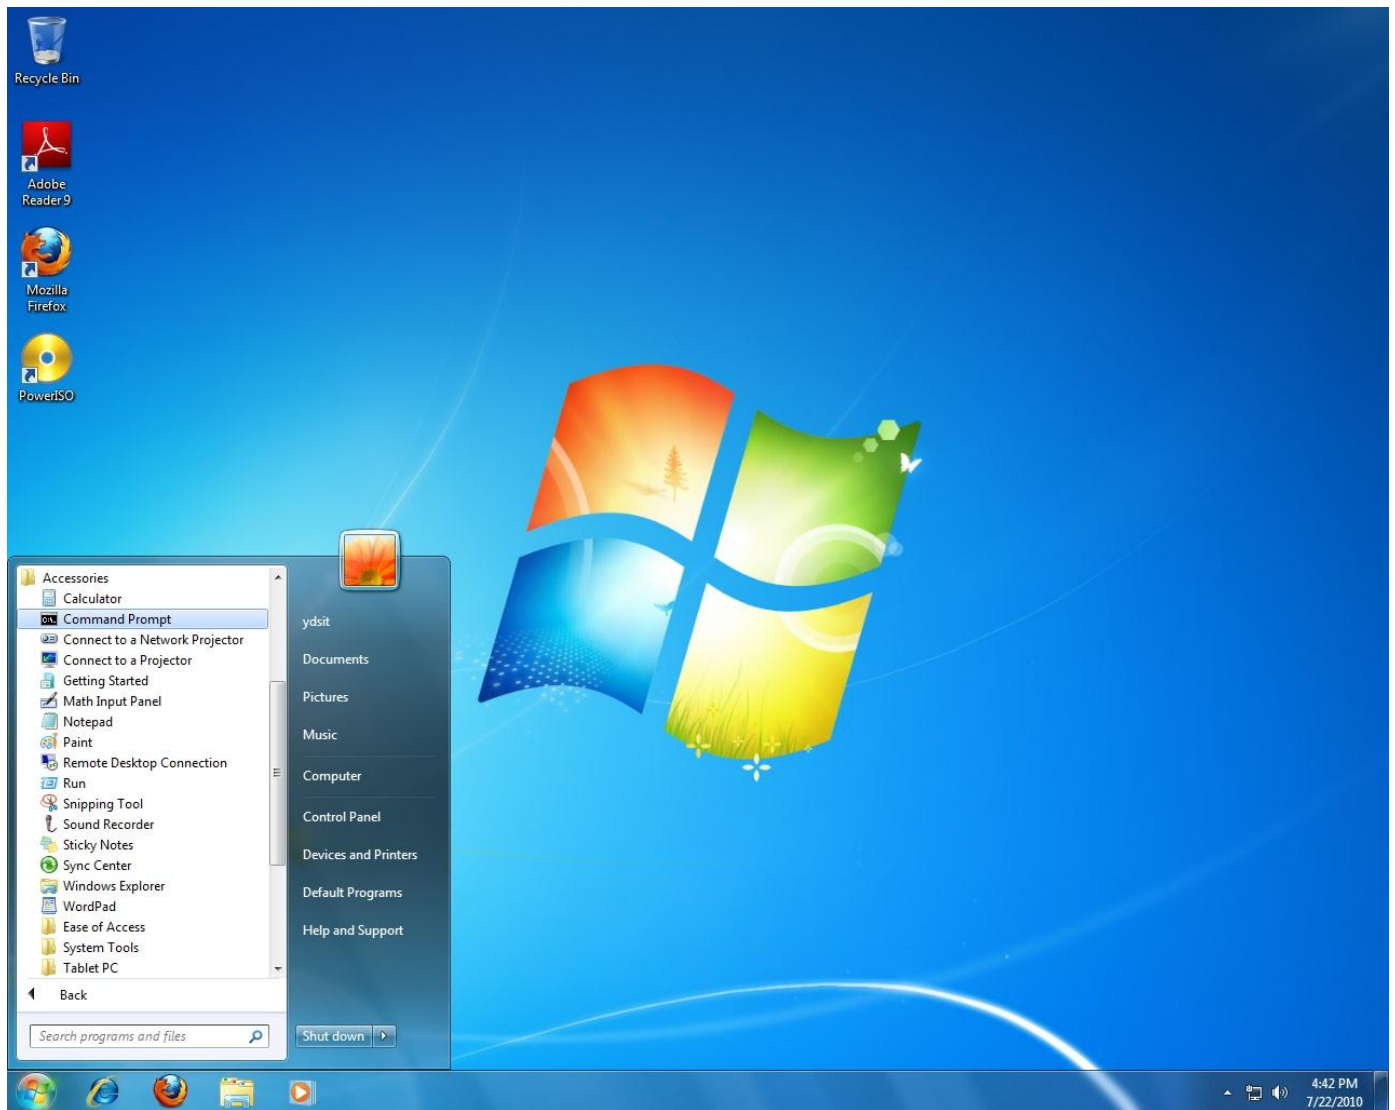 Recycle Bin
Adobe
Reader 9
Mozilla
Firefox
PowerISO
Accessories
Calculator
Command Prompt
Connect to a Network Projector
Connect to a Projector
Getting Started
Math Input Panel
Notepad
Paint
Remote Desktop Connection
Run
Snipping Tool
Sound Recorder
Sticky Notes
Sync Center
Windows Explorer
WordPad
Ease of Access
System Tools
Tablet PC
Back
Search programs and files
ydsit
Documents
Pictures
Music
Computer
Control Panel
Devices and Printers
Default Programs
Help and Support
Shut down
4:42 PM
7/22/2010